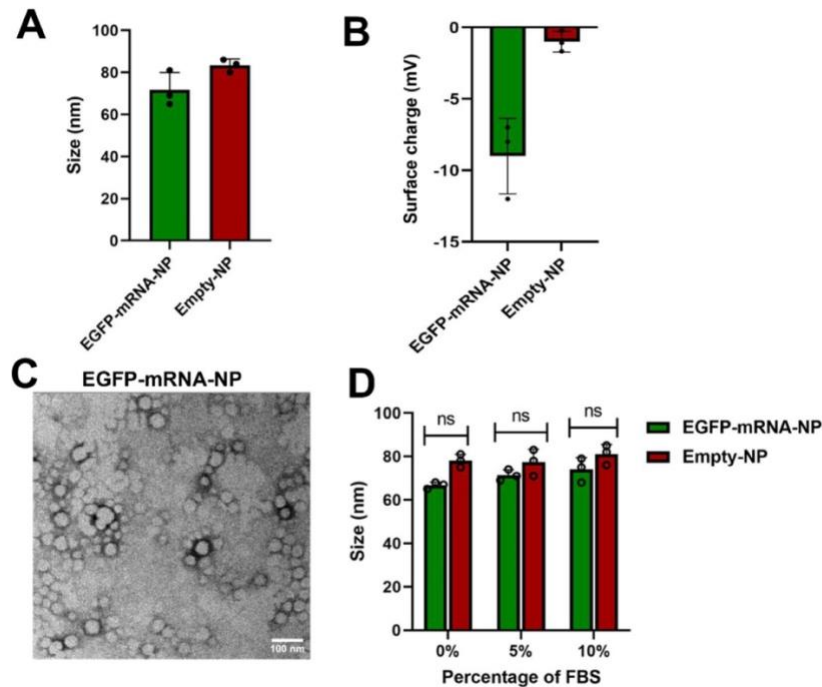 A
100
80
60
40
20
0
Size (nm)
EGFP-mRNA-NP
Empty-NP
B
0
-5
-10
-15
Surface charge (mV)
EGFP-mRNA-NP
Empty-NP
C
EGFP-mRNA-NP
100 nm
D
100
80
60
40
20
0
Size (nm)
ns
ns
ns
0%
5%
10%
Percentage of FBS
EGFP-mRNA-NP
Empty-NP